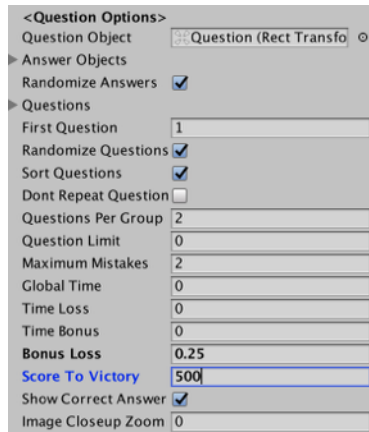 <Question Options>
Question Object Question (Rect Transfo
Answer Objects
Randomize Answers
Questions
First Question 1
Randomize Questions
Sort Questions
Dont Repeat Question
Questions Per Group 2
Question Limit 0
Maximum Mistakes 2
Global Time 0
Time Loss 0
Time Bonus 0
Bonus Loss 0.25
Score To Victory 500
Show Correct Answer
Image Closeup Zoom 0